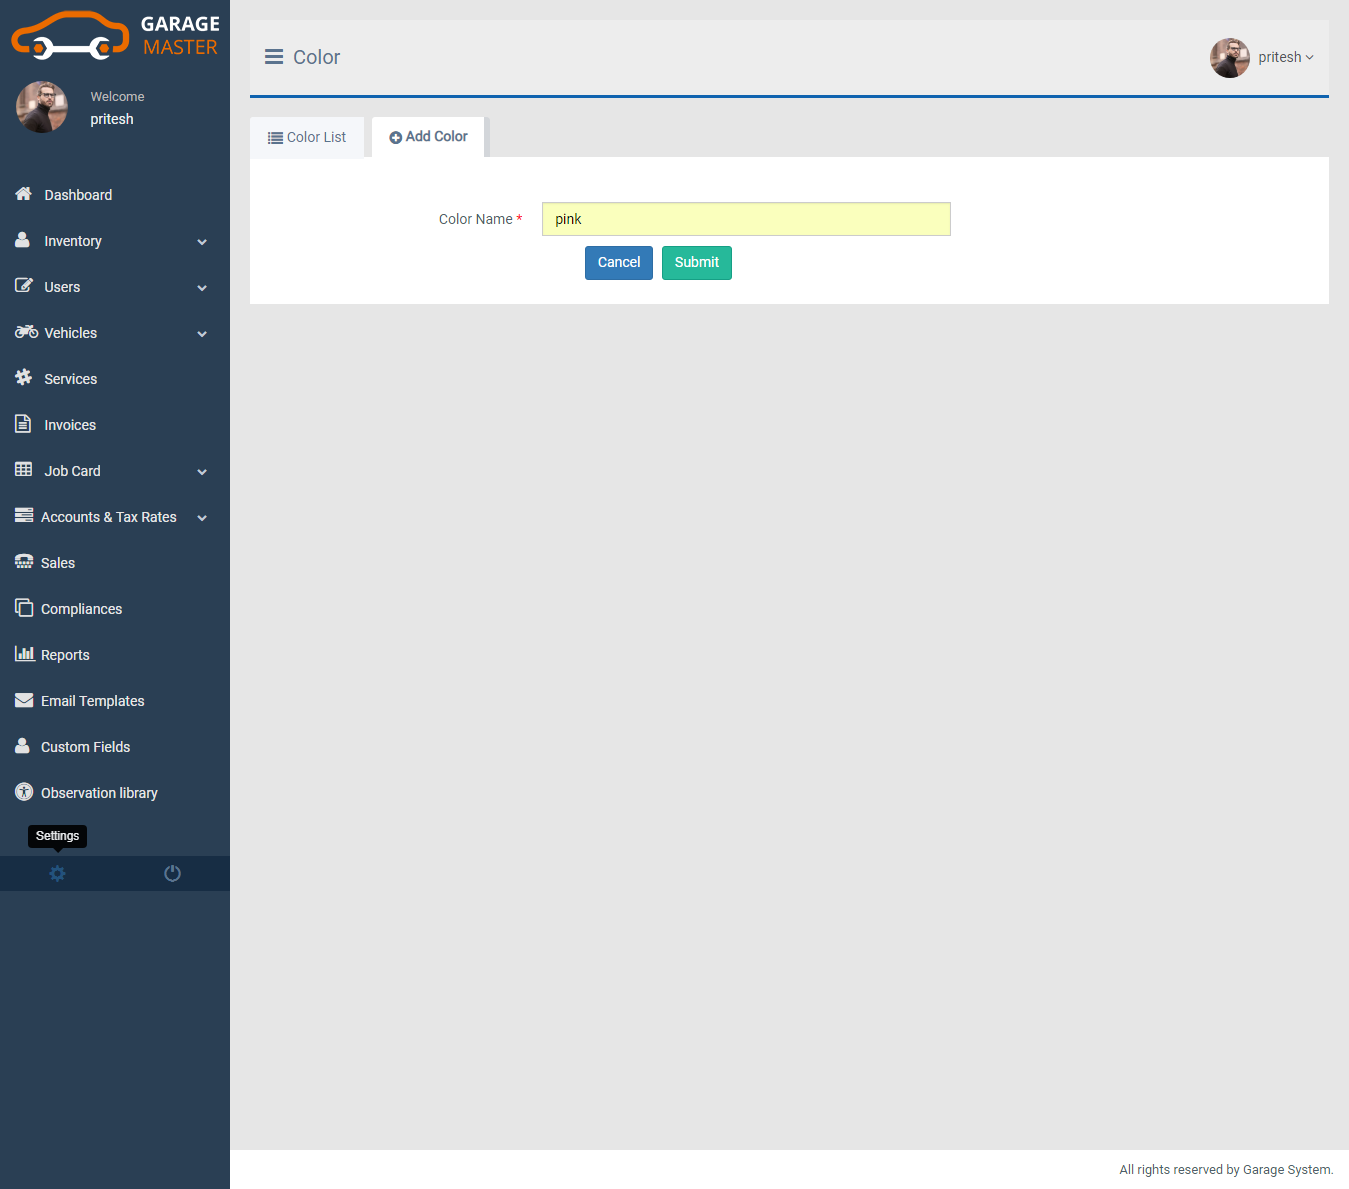 GARAGE
MASTER
Welcome
pritesh
Dashboard
Inventory
Users
Vehicles
Services
Invoices
Job Card
Accounts & Tax Rates
Sales
Compliances
Reports
Email Templates
Custom Fields
Observation library
Settings
Color
pritesh
Color List
Add Color
Color Name *
pink
Cancel
Submit
All rights reserved by Garage System.